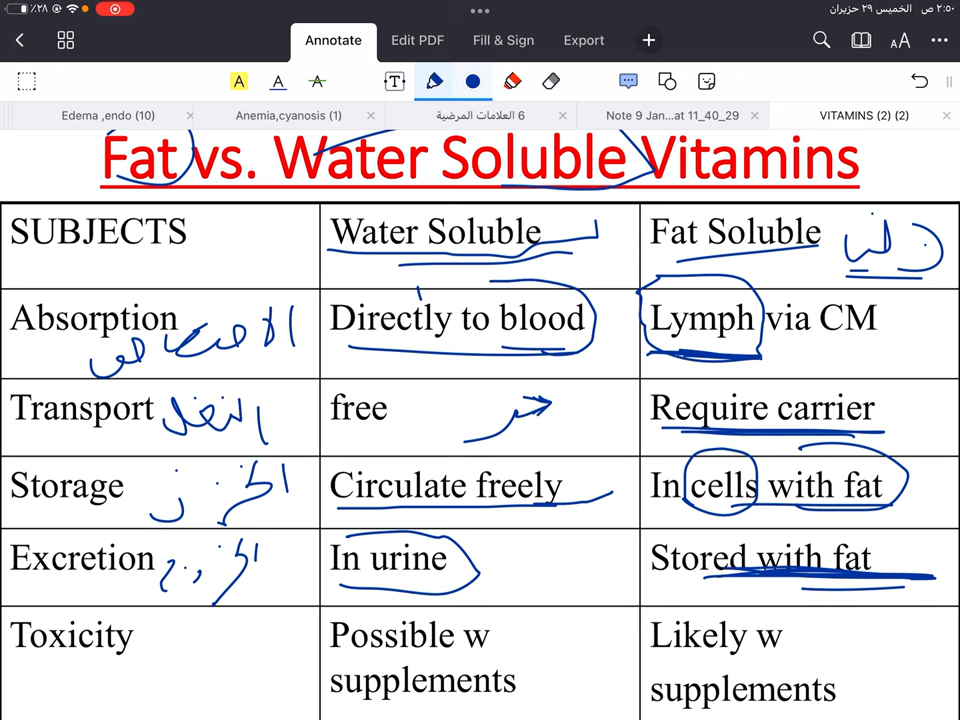 ٪٢٨ ٢:٥٠ ص الخميس ٢٩ حزيران
Annotate Edit PDF Fill & Sign Export
Edema ,endo (10) Anemia,cyanosis (1) 6 العلامات المرضية Note 9 Jan...at 11_40_29 VITAMINS (2) (2)
Fat vs. Water Soluble Vitamins
SUBJECTS Water Soluble Fat Soluble
Absorption الامتصاص Directly to blood Lymph via CM
Transport النقل free حر Require carrier
Storage الخزن Circulate freely In cells with fat
Excretion In urine Stored with fat
Toxicity Possible w supplements Likely w supplements